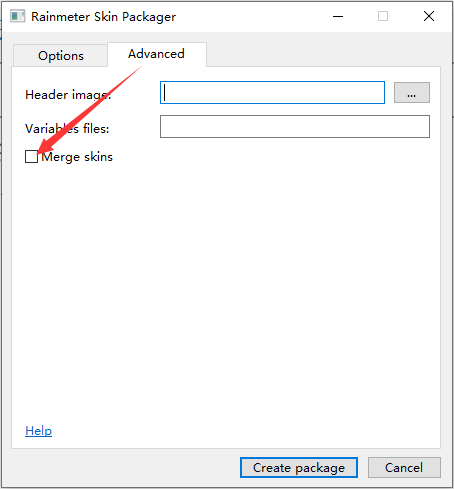 Rainmeter Skin Packager
Options
Advanced
Header image:
...
Variables files:
Merge skins
Help
Create package
Cancel